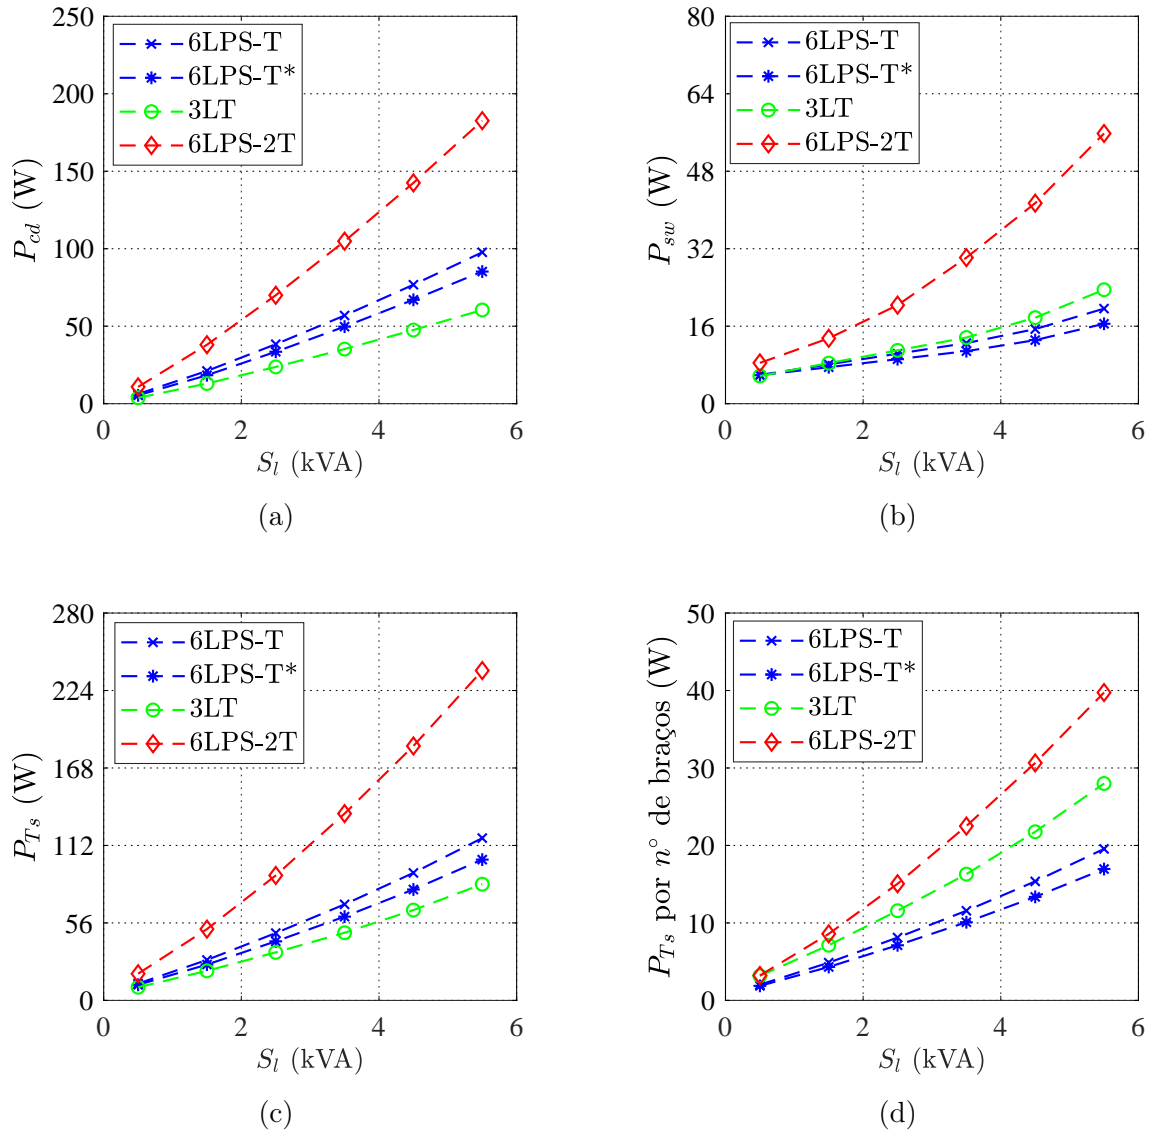 250
200
150
100
50
0
P_cd (W)
6LPS-T
6LPS-T*
3LT
6LPS-2T
0 2 4 6
S_l (kVA)
(a)
80
64
48
32
16
0
P_sw (W)
6LPS-T
6LPS-T*
3LT
6LPS-2T
0 2 4 6
S_l (kVA)
(b)
280
224
168
112
56
0
P_Ts (W)
6LPS-T
6LPS-T*
3LT
6LPS-2T
0 2 4 6
S_l (kVA)
(c)
50
40
30
20
10
0
P_Ts por n° de braços (W)
6LPS-T
6LPS-T*
3LT
6LPS-2T
0 2 4 6
S_l (kVA)
(d)